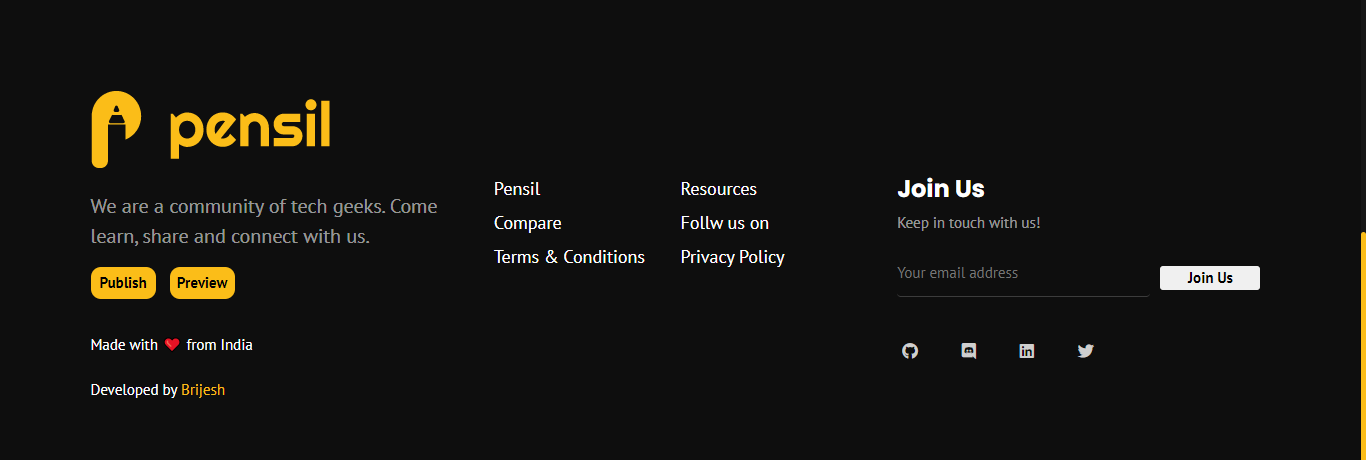 pensil
We are a community of tech geeks. Come
learn, share and connect with us.
Publish
Preview
Made with ❤ from India
Developed by Brijesh
Pensil
Compare
Terms & Conditions
Resources
Follw us on
Privacy Policy
Join Us
Keep in touch with us!
Your email address
Join Us